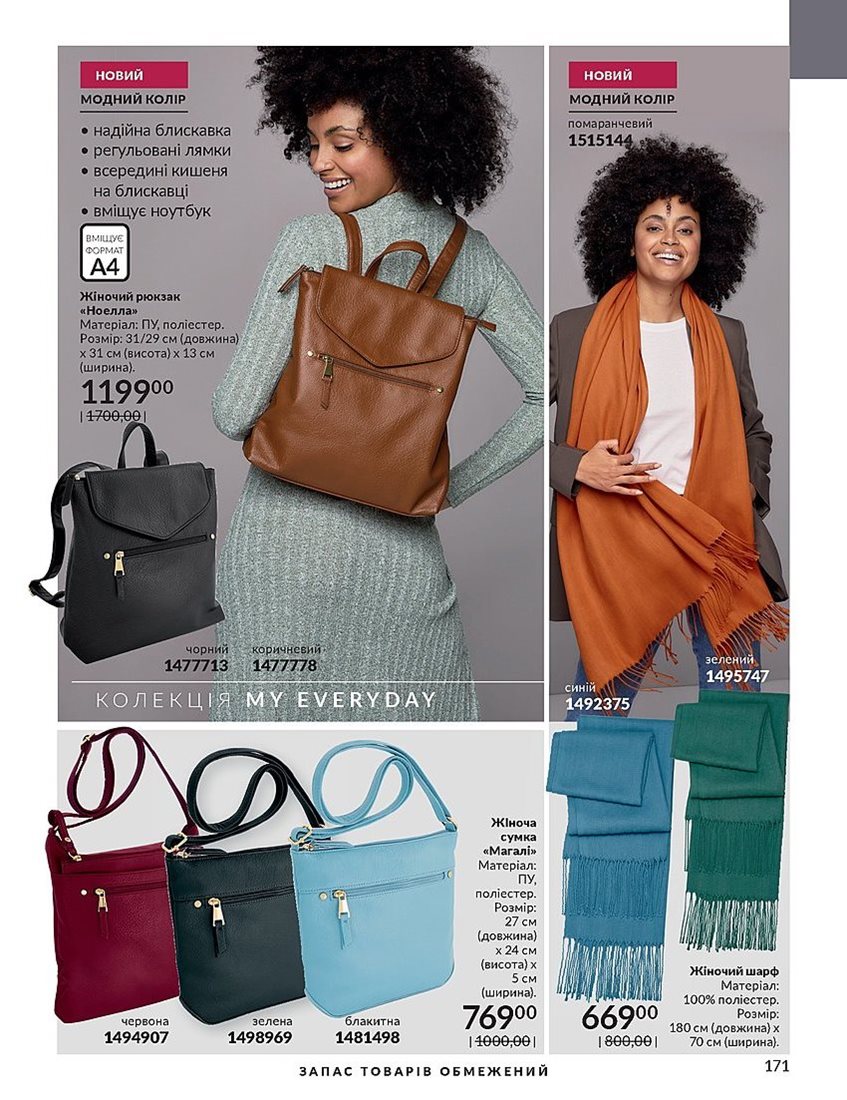 НОВИЙ
МОДНИЙ КОЛІР
• надійна блискавка
• регульовані лямки
• всередині кишеня
на блискавці
• вміщує ноутбук
ВМІЩУЄ
ФОРМАТ
А4
Жіночий рюкзак
«Ноелла»
Матеріал: ПУ, поліестер.
Розмір: 31/29 см (довжина)
х 31 см (висота) х 13 см
(ширина).
119900
| 1700,00 |
чорний
1477713
коричневий
1477778
КОЛЕКЦІЯ MY EVERYDAY
НОВИЙ
МОДНИЙ КОЛІР
помаранчевий
1515144
зелений
1495747
синій
1492375
Жіноча
сумка
«Магалі»
Матеріал:
ПУ,
поліестер.
Розмір:
27 см
(довжина)
х 24 см
(висота) х
5 см
(ширина).
76900
| 1000,00 |
червона
1494907
зелена
1498969
блакитна
1481498
Жіночий шарф
Матеріал:
100% поліестер.
Розмір:
180 см (довжина) х
70 см (ширина).
66900
| 800,00 |
ЗАПАС ТОВАРІВ ОБМЕЖЕНИЙ
171